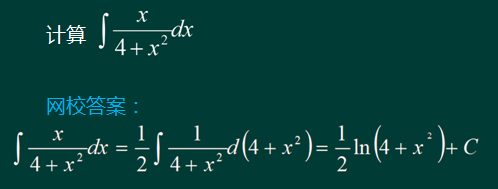 计算 ∫ x/(4+x²) dx
网校答案：
∫ x/(4+x²) dx = 1/2 ∫ 1/(4+x²) d(4+x²) = 1/2 ln(4+x²)+C